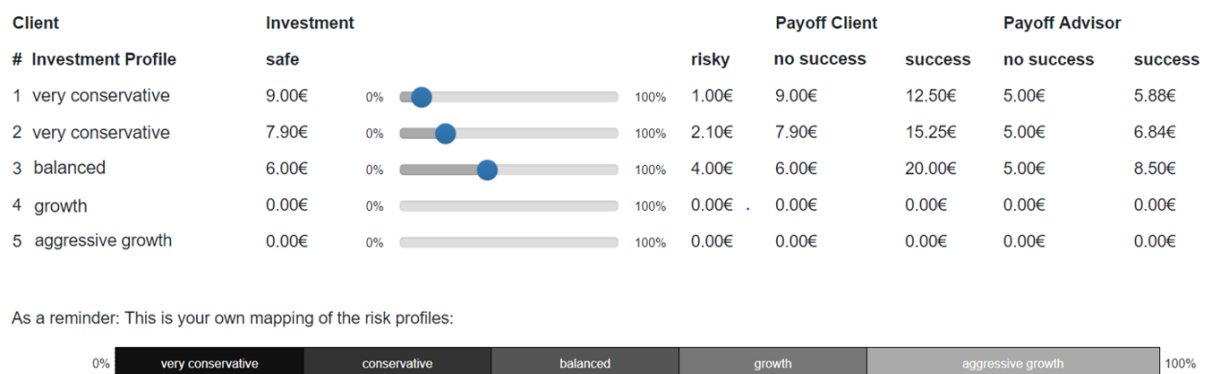 Client Investment Payoff Client Payoff Advisor
# Investment Profile safe risky no success success no success success
1 very conservative 9.00€ 0% 100% 1.00€ 9.00€ 12.50€ 5.00€ 5.88€
2 very conservative 7.90€ 0% 100% 2.10€ 7.90€ 15.25€ 5.00€ 6.84€
3 balanced 6.00€ 0% 100% 4.00€ 6.00€ 20.00€ 5.00€ 8.50€
4 growth 0.00€ 0% 100% 0.00€ . 0.00€ 0.00€ 0.00€ 0.00€
5 aggressive growth 0.00€ 0% 100% 0.00€ 0.00€ 0.00€ 0.00€ 0.00€
As a reminder: This is your own mapping of the risk profiles:
0% very conservative conservative balanced growth aggressive growth 100%